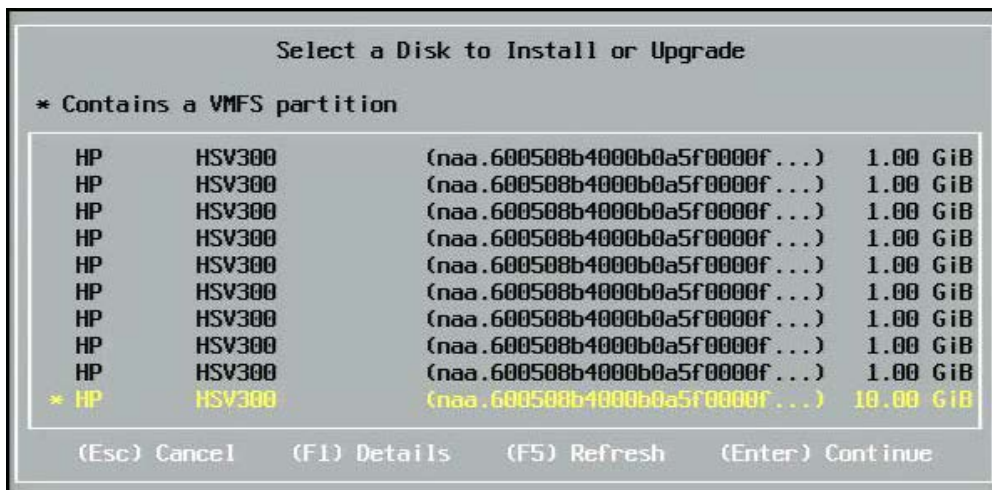 Select a Disk to Install or Upgrade
* Contains a VMFS partition
HP HSV300 (naa.600508b4000b0a5f0000f...) 1.00 GiB
HP HSV300 (naa.600508b4000b0a5f0000f...) 1.00 GiB
HP HSV300 (naa.600508b4000b0a5f0000f...) 1.00 GiB
HP HSV300 (naa.600508b4000b0a5f0000f...) 1.00 GiB
HP HSV300 (naa.600508b4000b0a5f0000f...) 1.00 GiB
HP HSV300 (naa.600508b4000b0a5f0000f...) 1.00 GiB
HP HSV300 (naa.600508b4000b0a5f0000f...) 1.00 GiB
HP HSV300 (naa.600508b4000b0a5f0000f...) 1.00 GiB
HP HSV300 (naa.600508b4000b0a5f0000f...) 1.00 GiB
* HP HSV300 (naa.600508b4000b0a5f0000f...) 10.00 GiB
(Esc) Cancel (F1) Details (F5) Refresh (Enter) Continue